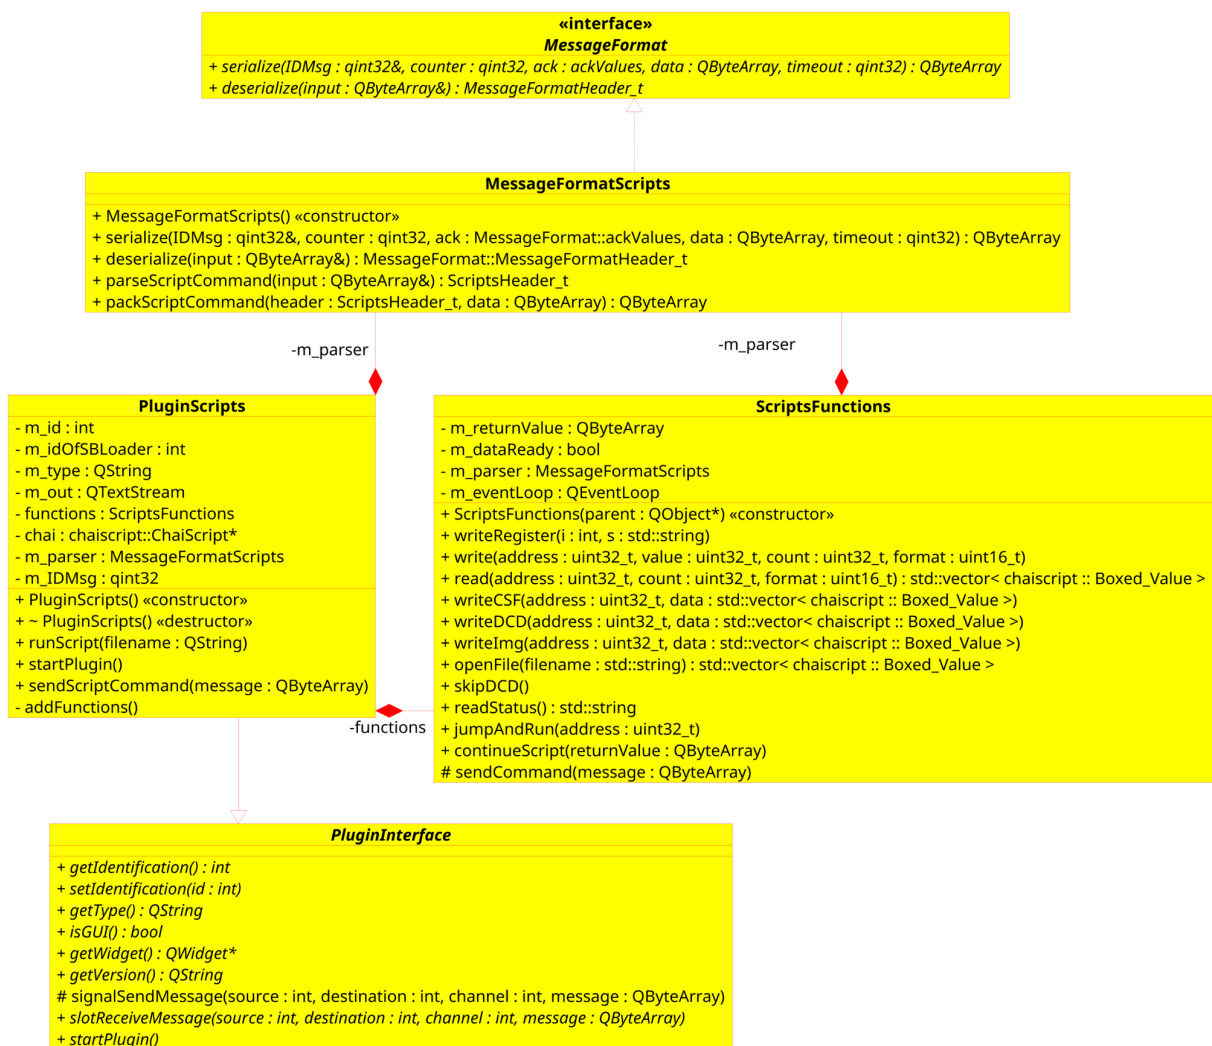 «interface»
MessageFormat
+ serialize(IDMsg : qint32&, counter : qint32, ack : ackValues, data : QByteArray, timeout : qint32) : QByteArray
+ deserialize(input : QByteArray&) : MessageFormatHeader_t
MessageFormatScripts
+ MessageFormatScripts() «constructor»
+ serialize(IDMsg : qint32&, counter : qint32, ack : MessageFormat::ackValues, data : QByteArray, timeout : qint32) : QByteArray
+ deserialize(input : QByteArray&) : MessageFormat::MessageFormatHeader_t
+ parseScriptCommand(input : QByteArray&) : ScriptsHeader_t
+ packScriptCommand(header : ScriptsHeader_t, data : QByteArray) : QByteArray
-m_parser
-m_parser
PluginScripts
- m_id : int
- m_idOfSBLoader : int
- m_type : QString
- m_out : QTextStream
- functions : ScriptsFunctions
- chai : chaiscript::ChaiScript*
- m_parser : MessageFormatScripts
- m_IDMsg : qint32
+ PluginScripts() «constructor»
+ ~ PluginScripts() «destructor»
+ runScript(filename : QString)
+ startPlugin()
+ sendScriptCommand(message : QByteArray)
- addFunctions()
-functions
ScriptsFunctions
- m_returnValue : QByteArray
- m_dataReady : bool
- m_parser : MessageFormatScripts
- m_eventLoop : QEventLoop
+ ScriptsFunctions(parent : QObject*) «constructor»
+ writeRegister(i : int, s : std::string)
+ write(address : uint32_t, value : uint32_t, count : uint32_t, format : uint16_t)
+ read(address : uint32_t, count : uint32_t, format : uint16_t) : std::vector< chaiscript :: Boxed_Value >
+ writeCSF(address : uint32_t, data : std::vector< chaiscript :: Boxed_Value >)
+ writeDCD(address : uint32_t, data : std::vector< chaiscript :: Boxed_Value >)
+ writeImg(address : uint32_t, data : std::vector< chaiscript :: Boxed_Value >)
+ openFile(filename : std::string) : std::vector< chaiscript :: Boxed_Value >
+ skipDCD()
+ readStatus() : std::string
+ jumpAndRun(address : uint32_t)
+ continueScript(returnValue : QByteArray)
# sendCommand(message : QByteArray)
PluginInterface
+ getIdentification() : int
+ setIdentification(id : int)
+ getType() : QString
+ isGUI() : bool
+ getWidget() : QWidget*
+ getVersion() : QString
# signalSendMessage(source : int, destination : int, channel : int, message : QByteArray)
+ slotReceiveMessage(source : int, destination : int, channel : int, message : QByteArray)
+ startPlugin()